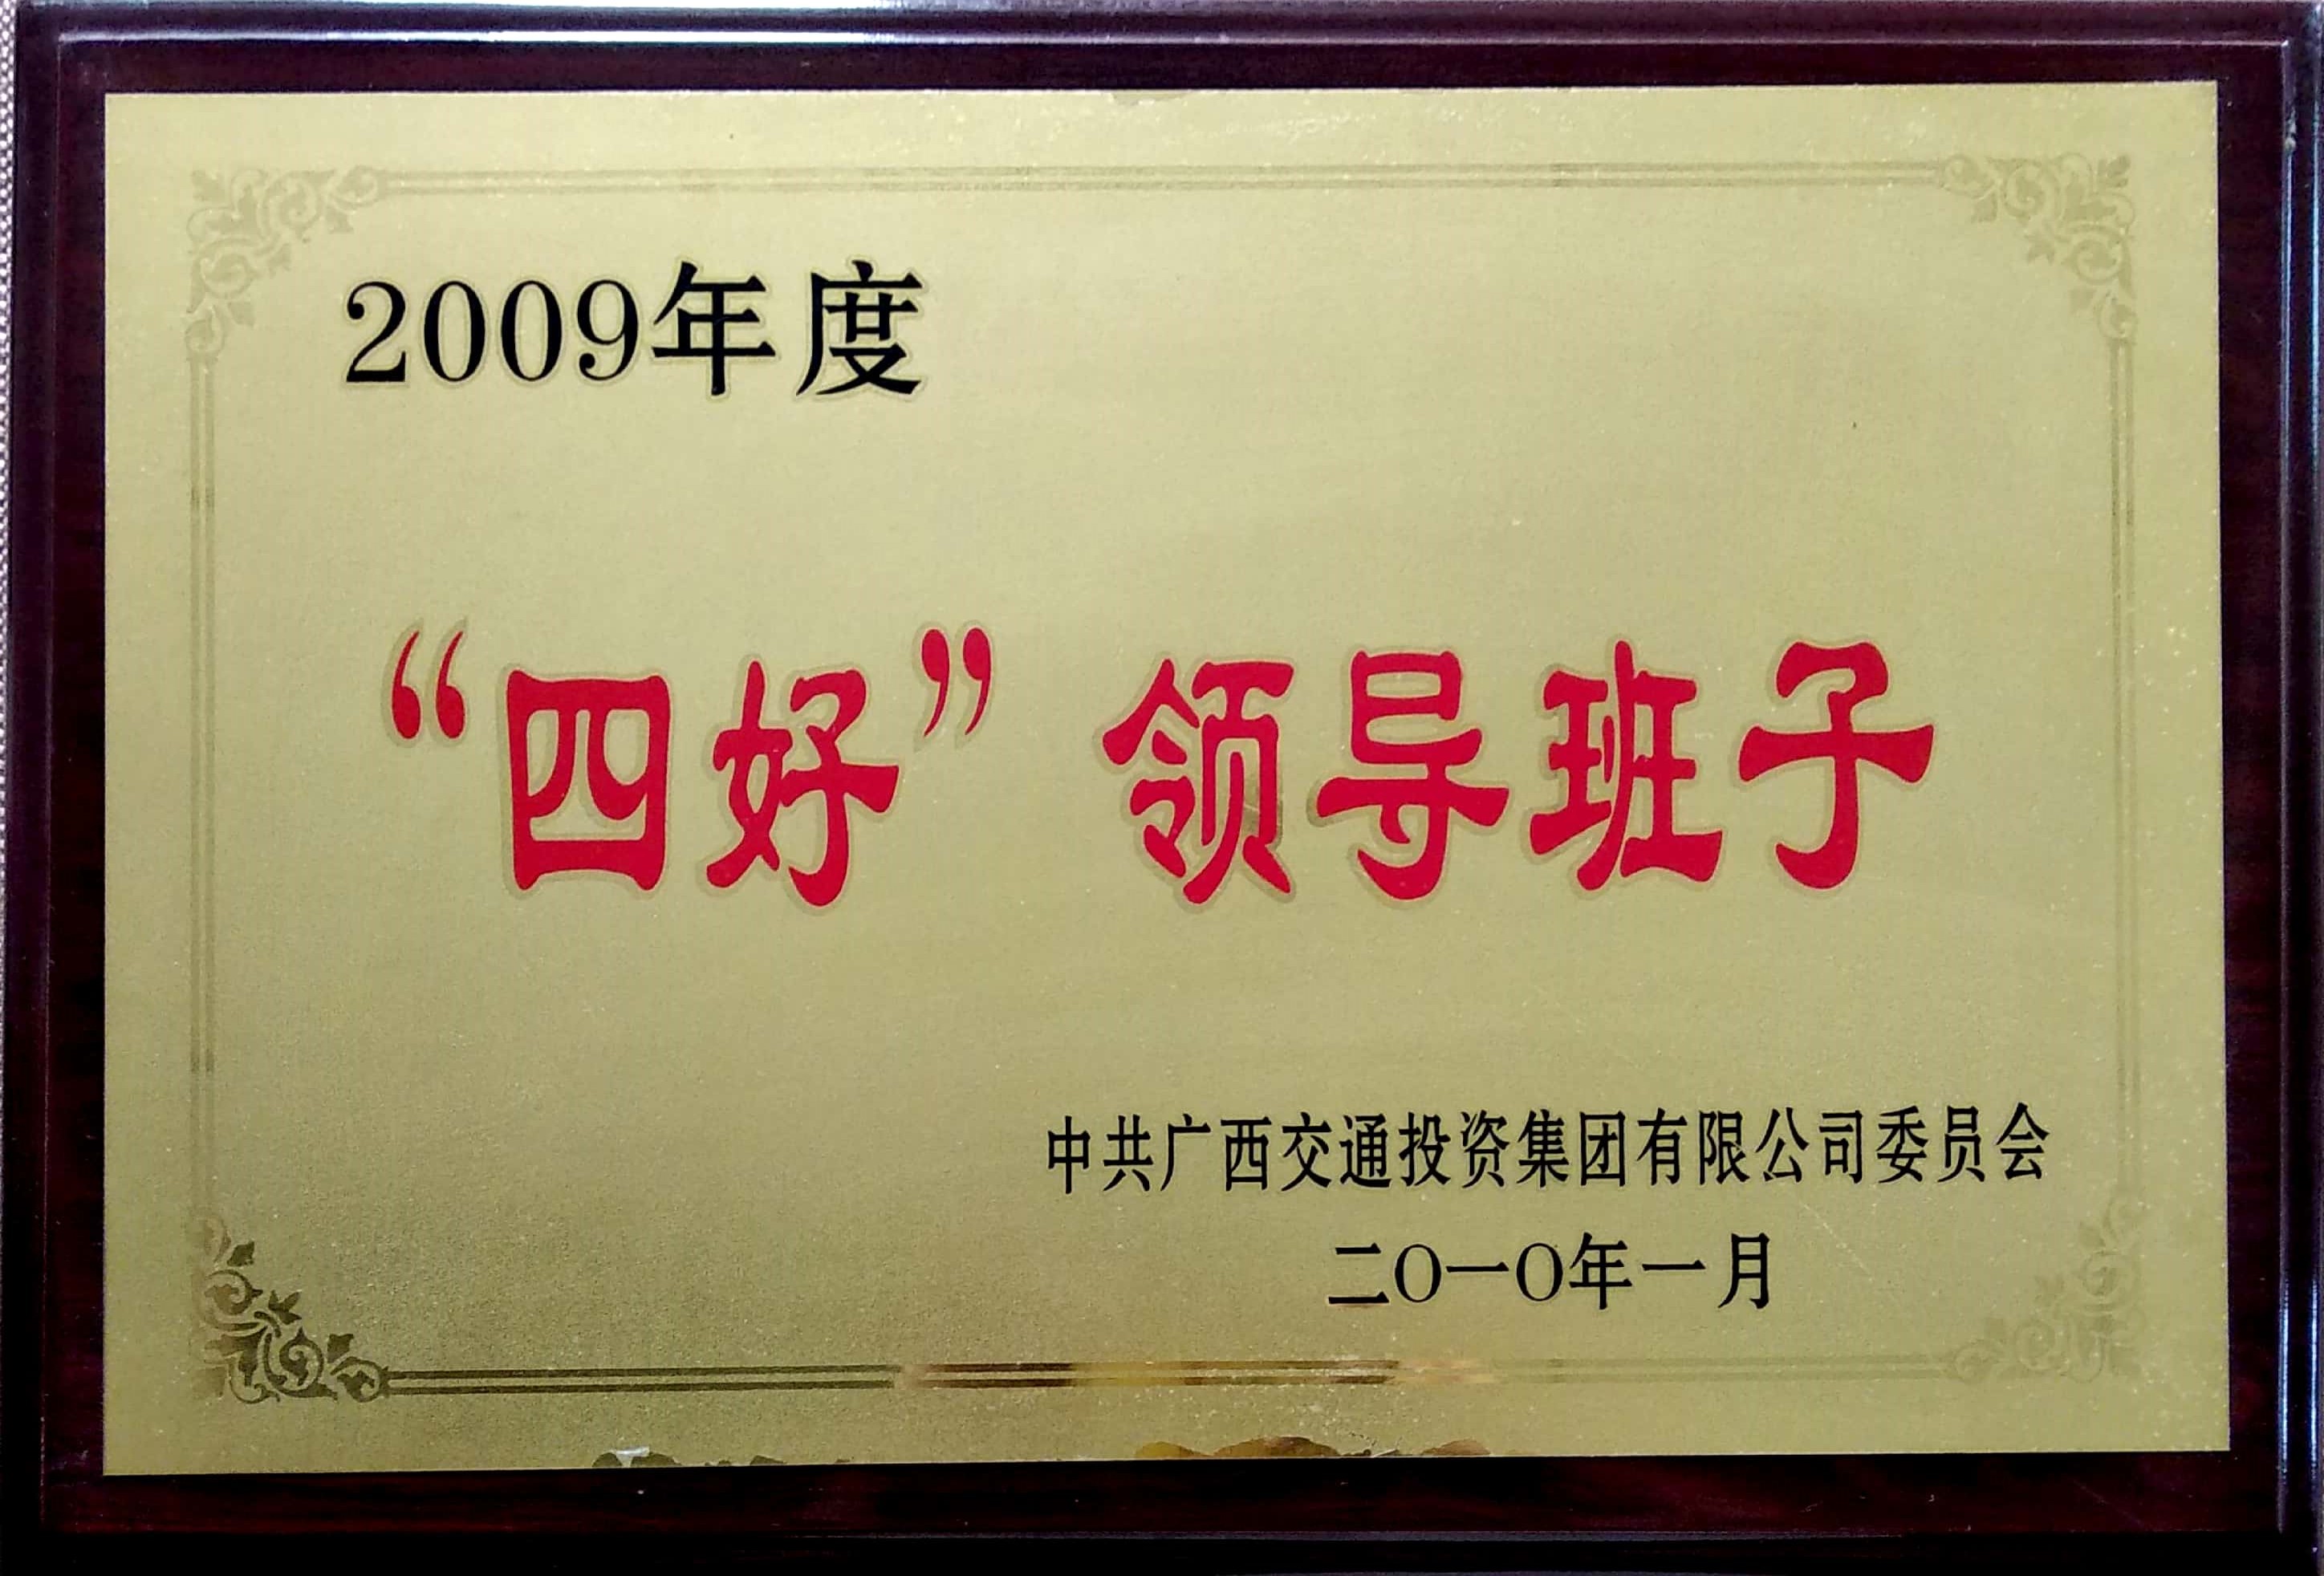 2009年度
“四好”领导班子
中共广西交通投资集团有限公司委员会
二〇一〇年一月